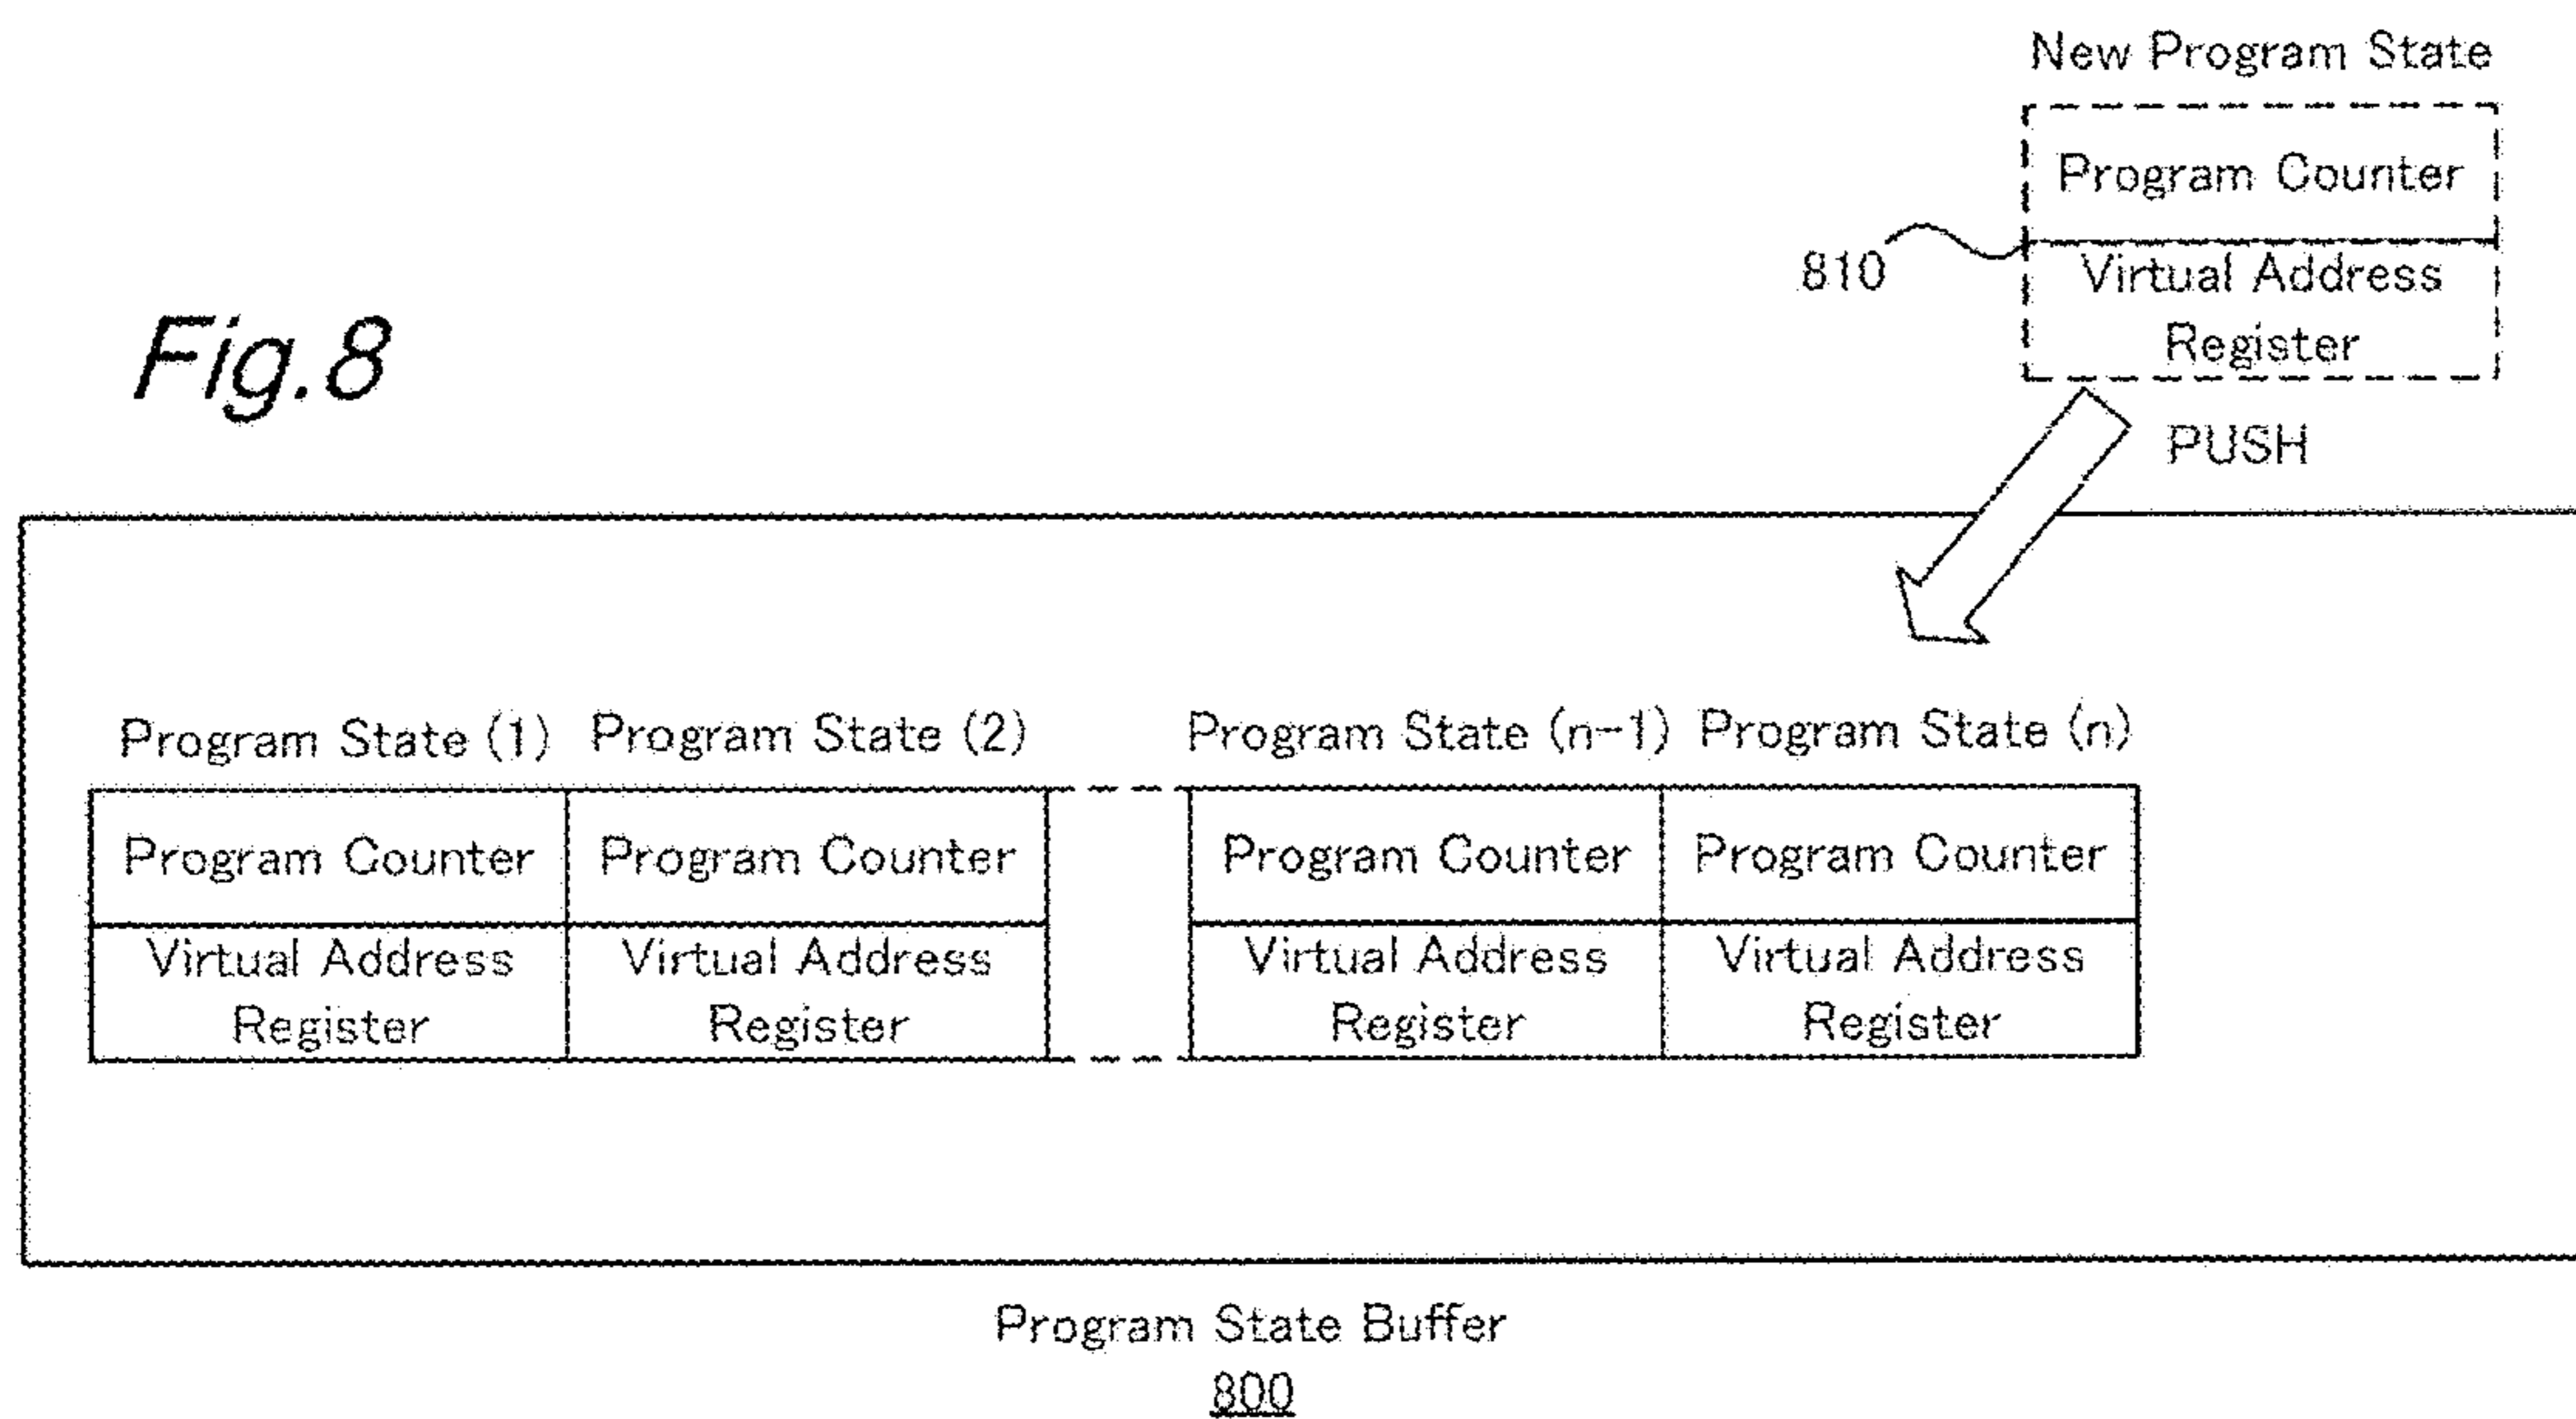 New Program State
Program Counter
810
Virtual Address
Register
Fig.8
PUSH
Program State (1) Program State (2) Program State (n-1) Program State (n)
Program Counter Program Counter Program Counter Program Counter
Virtual Address Virtual Address Virtual Address Virtual Address
Register Register Register Register
Program State Buffer
800